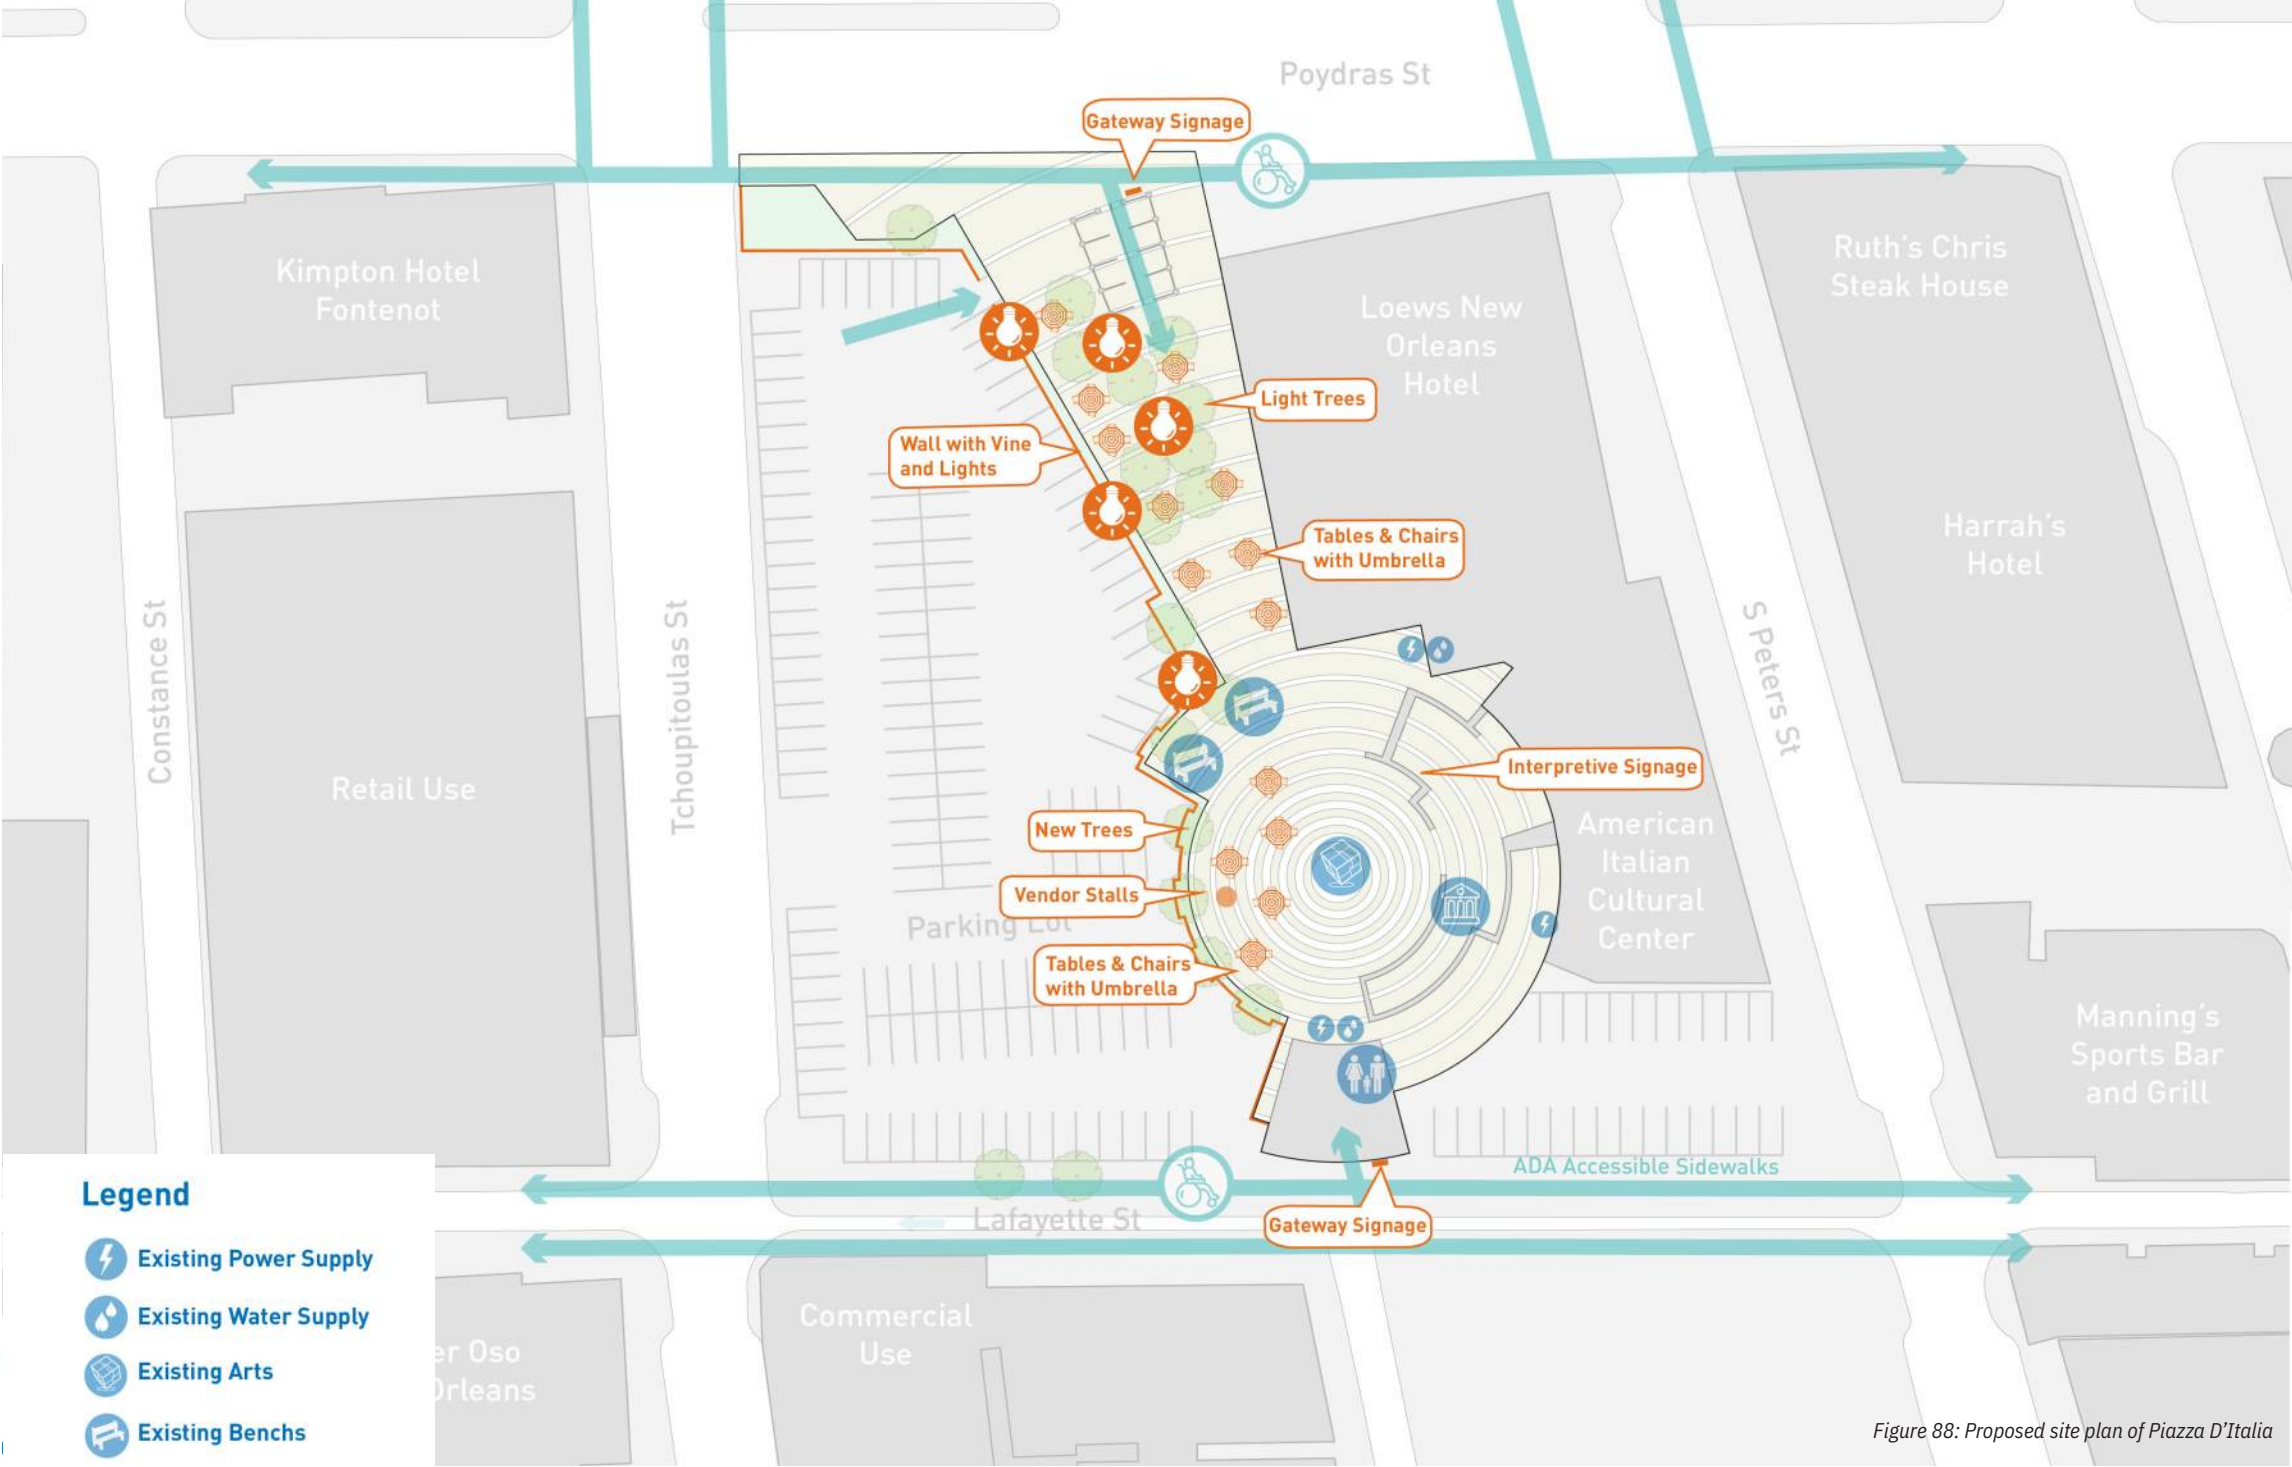 Poydras St
Gateway Signage
Kimpton Hotel
Fontenot
Loews New
Orleans
Hotel
Ruth's Chris
Steak House
Light Trees
Wall with Vine
and Lights
Tables & Chairs
with Umbrella
Harrah's
Hotel
Constance St
Tchoupitoulas St
S Peters St
Retail Use
Interpretive Signage
New Trees
American
Italian
Cultural
Center
Vendor Stalls
Parking Lot
Tables & Chairs
with Umbrella
Manning's
Sports Bar
and Grill
ADA Accessible Sidewalks
Lafayette St
Gateway Signage
Legend
Existing Power Supply
Existing Water Supply
Existing Arts
Existing Benchs
er Oso
Orleans
Commercial
Use
Figure 88: Proposed site plan of Piazza D'Italia